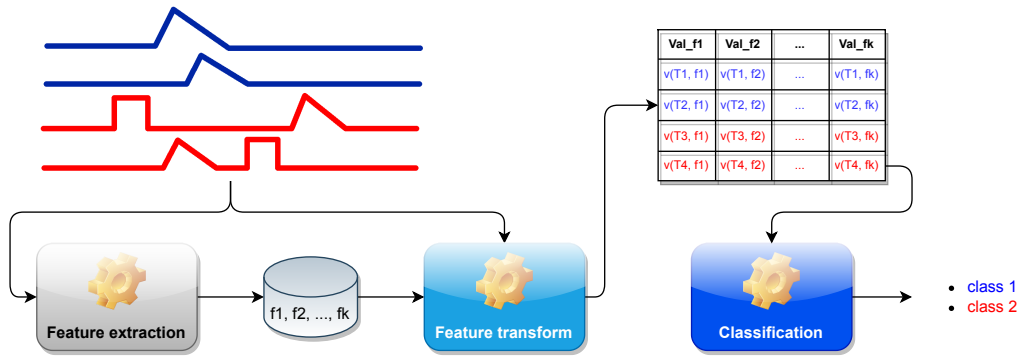 Val_f1 Val_f2 ... Val_fk
v(T1, f1) v(T1, f2) ... v(T1, fk)
v(T2, f1) v(T2, f2) ... v(T2, fk)
v(T3, f1) v(T3, f2) ... v(T3, fk)
v(T4, f1) v(T4, f2) ... v(T4, fk)
Feature extraction
f1, f2, ..., fk
Feature transform
Classification
• class 1
• class 2